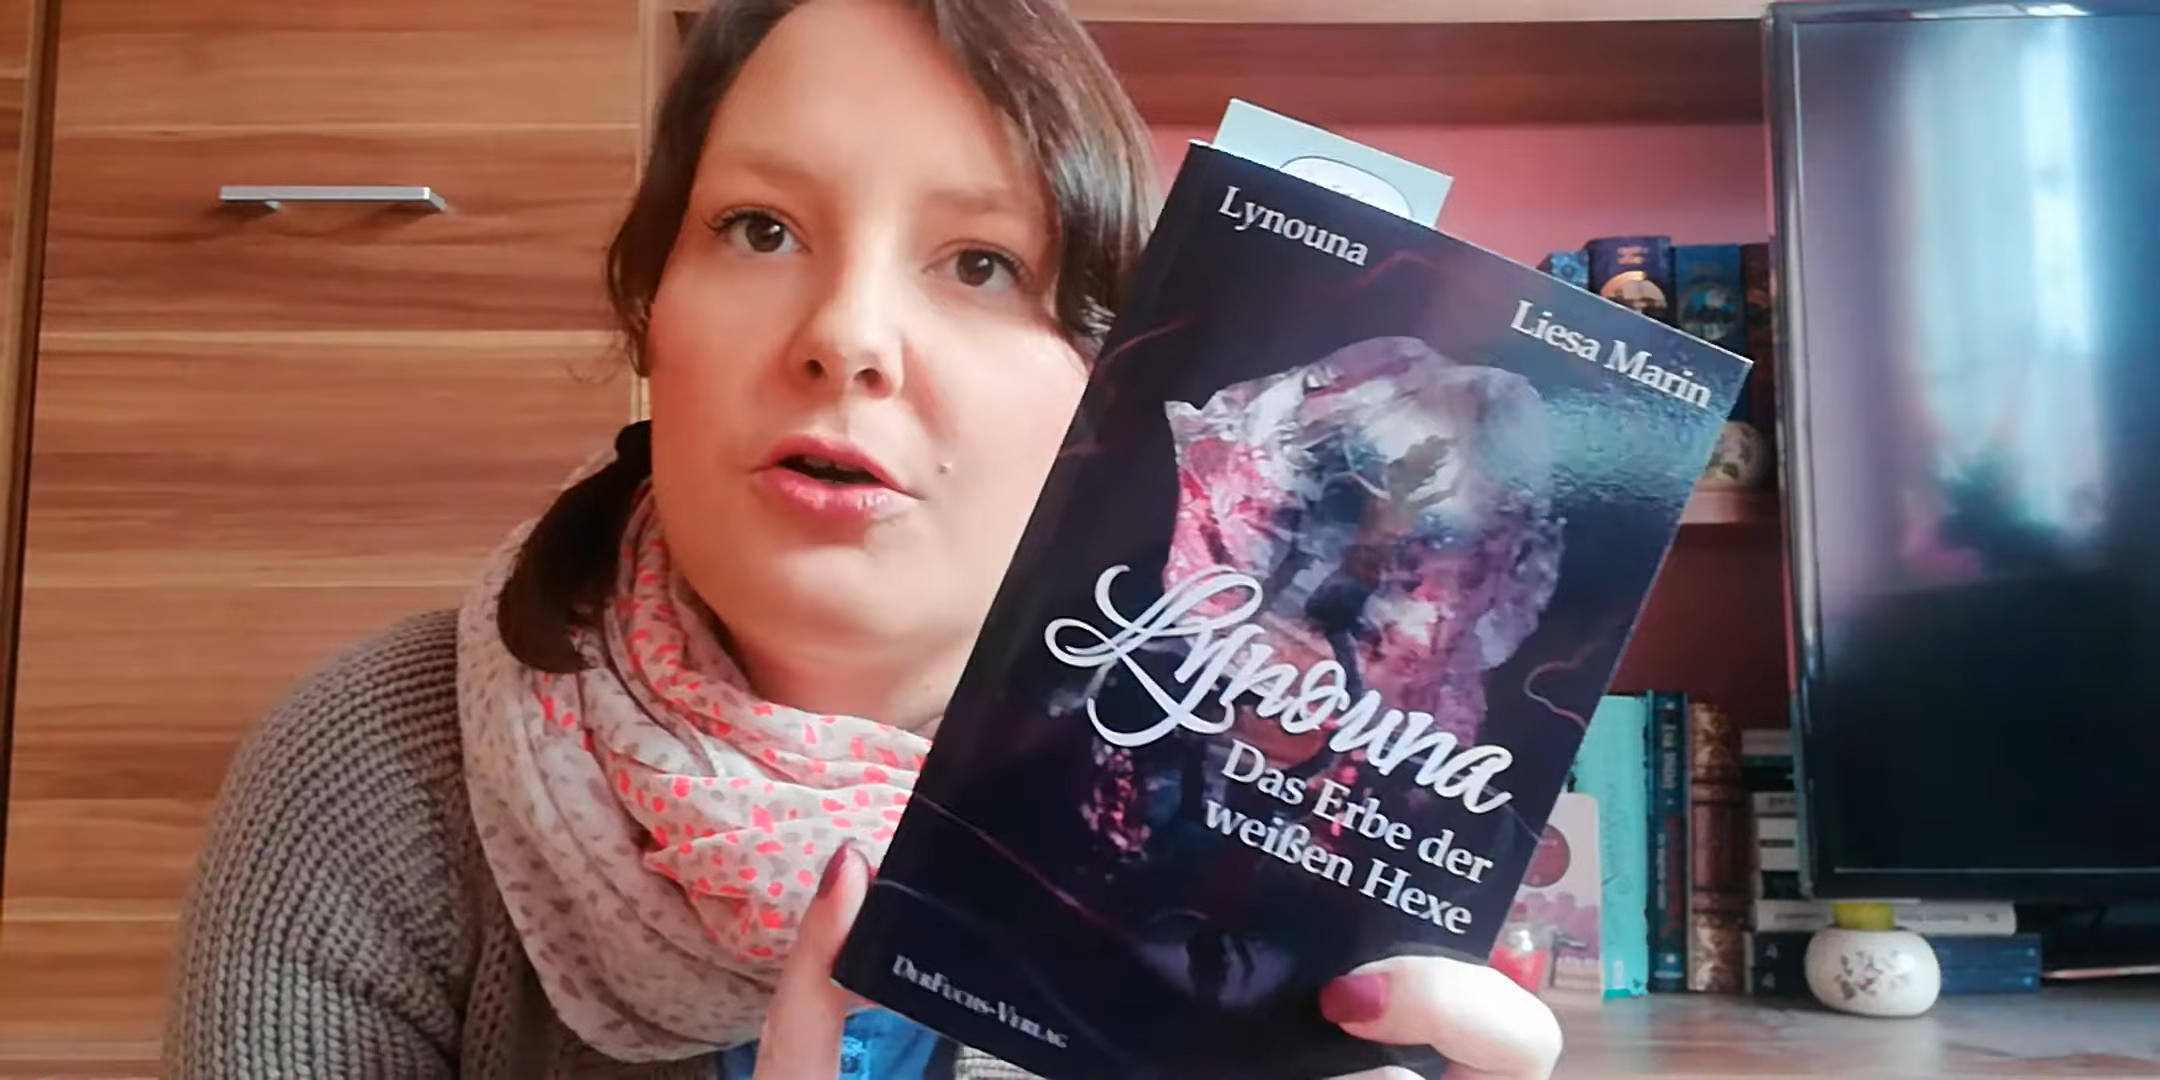 Lynouna
Liesa Marin
Lynouna
Das Erbe der
weißen Hexe
DerFuchs-Verlag